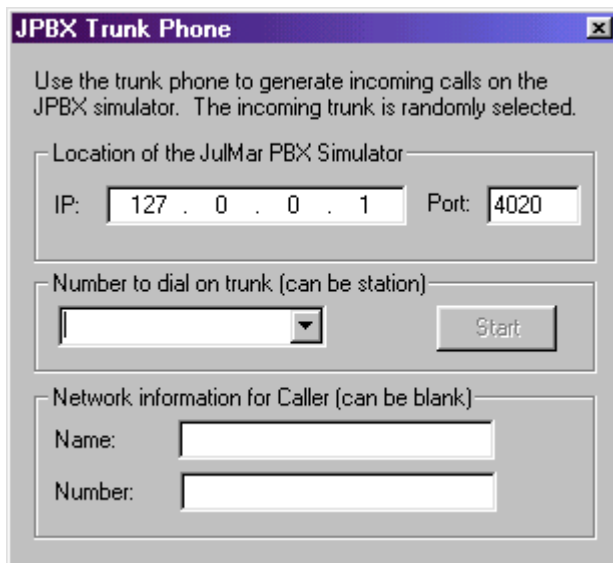 JPBX Trunk Phone
Use the trunk phone to generate incoming calls on the
JPBX simulator. The incoming trunk is randomly selected.
Location of the JulMar PBX Simulator
IP: 127 . 0 . 0 . 1 Port: 4020
Number to dial on trunk (can be station)
Start
Network information for Caller (can be blank)
Name:
Number: